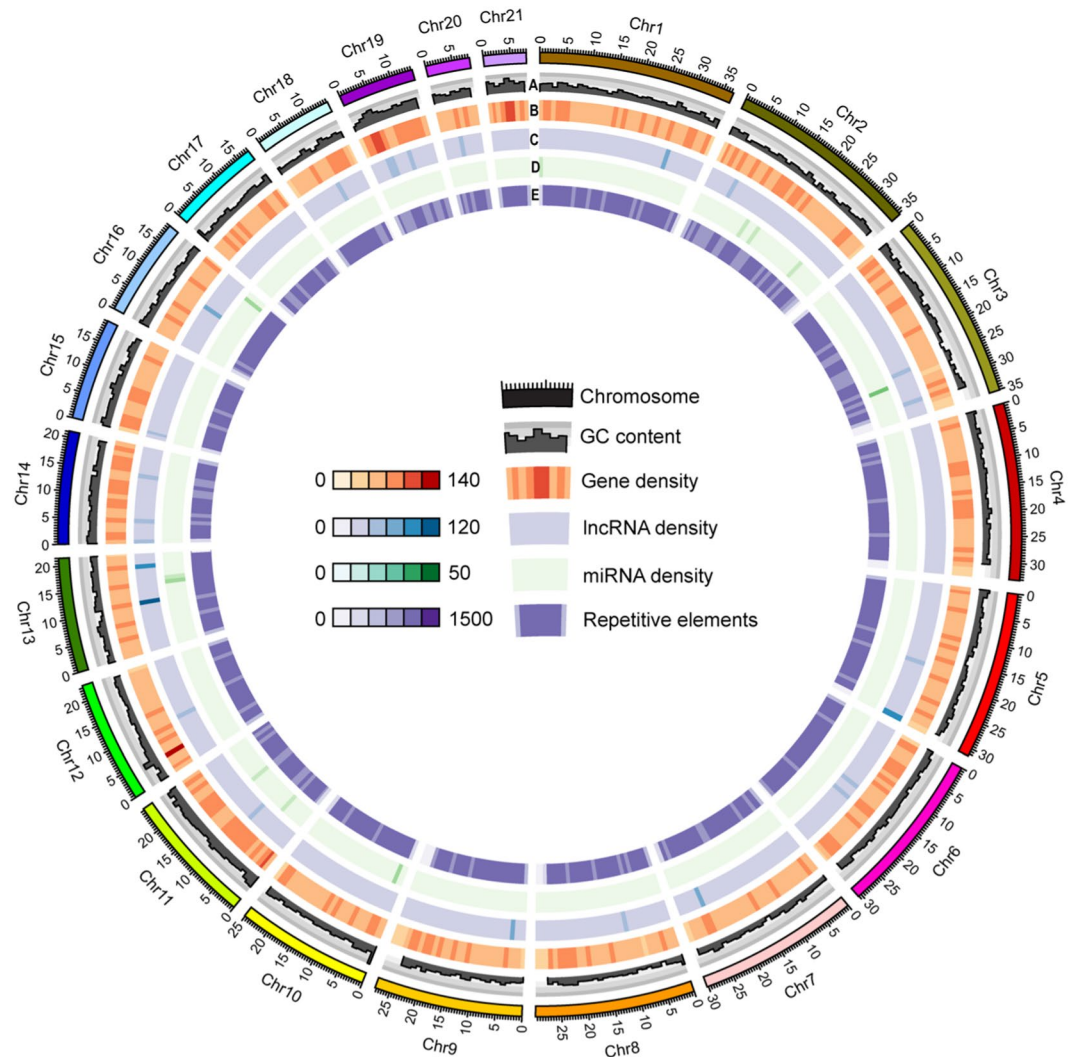 Chr1
0 5 10 15 20 25 30 35
Chr2
0 5 10 15 20 25 30 35
Chr3
0 5 10 15 20 25 30 35
Chr4
0 5 10 15 20 25 30
Chr5
0 5 10 15 20 25 30
Chr6
0 5 10 15 20 25 30
Chr7
0 5 10 15 20 25 30
Chr8
0 5 10 15 20 25
Chr9
0 5 10 15 20 25
Chr10
0 5 10 15 20 25
Chr11
0 5 10 15 20
Chr12
0 5 10 15 20
Chr13
0 5 10 15 20
Chr14
0 5 10 15 20
Chr15
0 5 10 15
Chr16
0 5 10 15
Chr17
0 5 10 15
Chr18
0 5 10
Chr19
0 5 10
Chr20
0 5
Chr21
0 5
A
B
C
D
E
Chromosome
GC content
0 140 Gene density
0 120 lncRNA density
0 50 miRNA density
0 1500 Repetitive elements